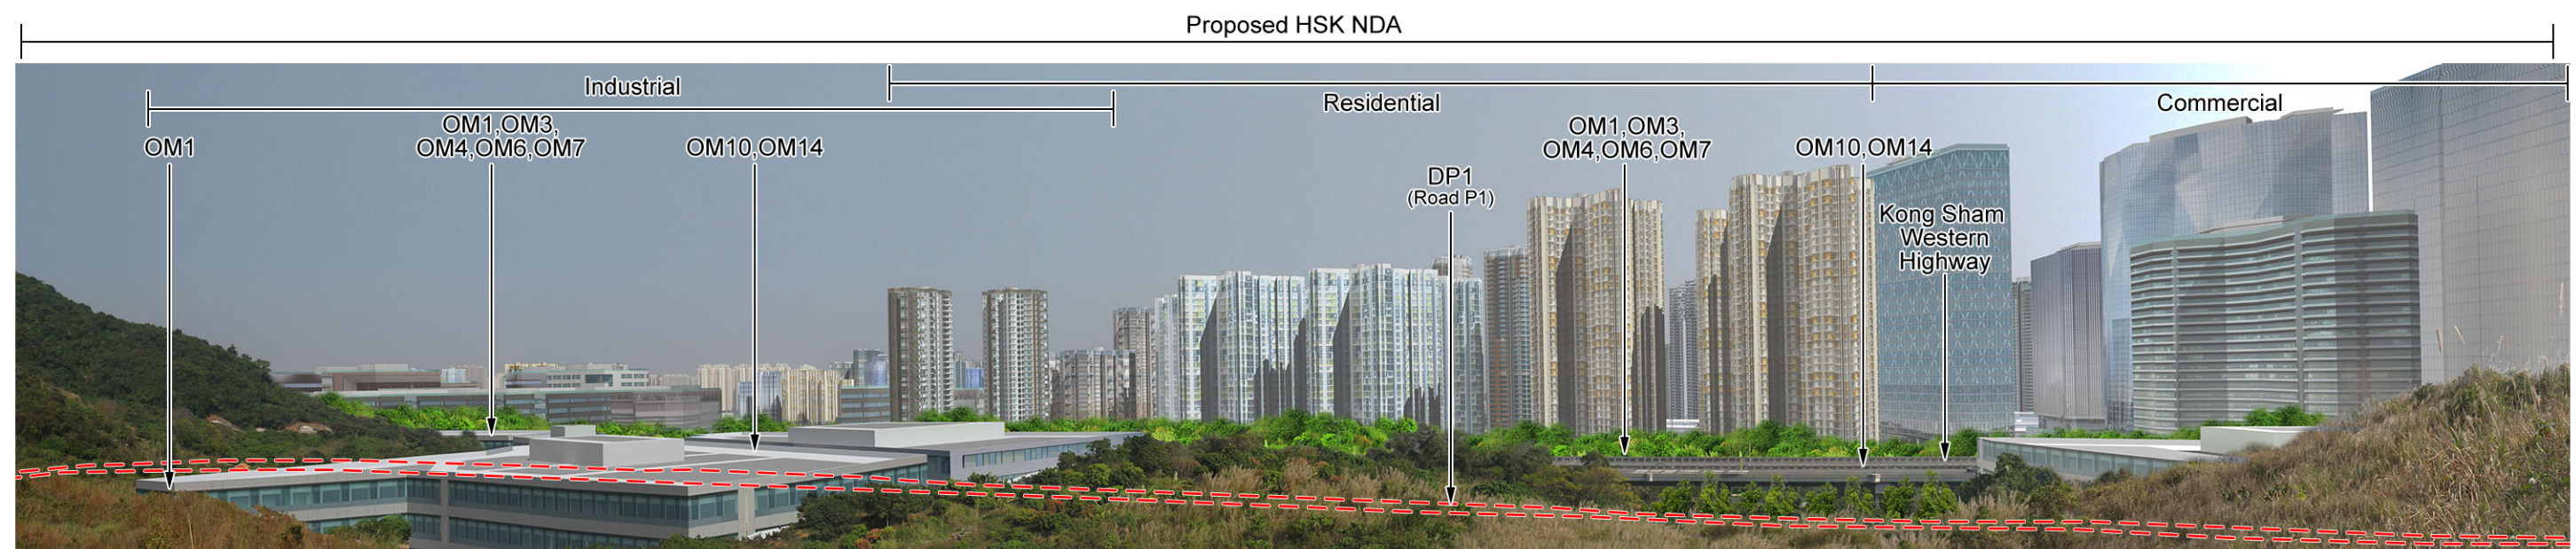 Proposed HSK NDA
Industrial
Residential
Commercial
OM1
OM1,OM3,
OM4,OM6,OM7
OM10,OM14
DP1
(Road P1)
OM1,OM3,
OM4,OM6,OM7
OM10,OM14
Kong Sham
Western
Highway